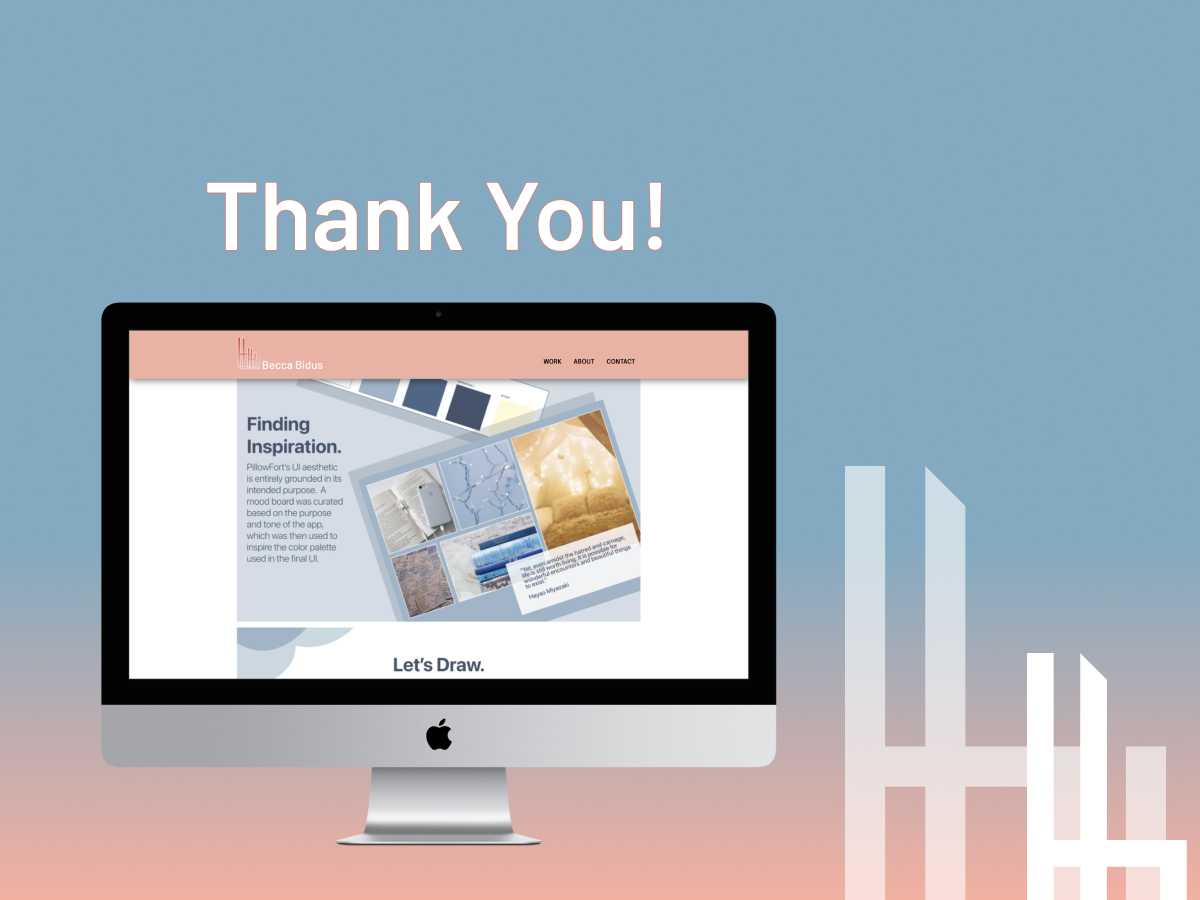 Thank You!
Becca Bidus
WORK ABOUT CONTACT
Finding
Inspiration.
PillowFort's UI aesthetic
is entirely grounded in its
intended purpose. A
mood board was curated
based on the purpose
and tone of the app,
which was then used to
inspire the color palette
used in the final UI.
"Yet, even amidst the hatred and carnage,
life is still worth living. It is possible for
wonderful encounters and beautiful things
to exist."
Hayao Miyazaki
Let's Draw.